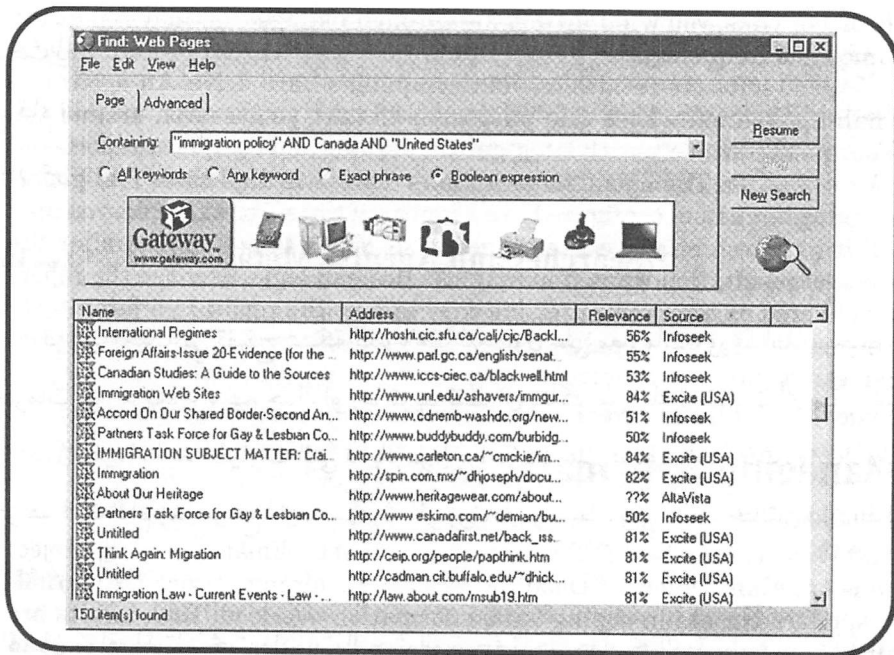 Find: Web Pages
File Edit View Help
Page Advanced
Containing: "immigration policy" AND Canada AND "United States"
Resume
All keywords Any keyword Exact phrase Boolean expression
New Search
Gateway
www.gateway.com
Name Address Relevance Source
International Regimes http://hoshi.cic.sfu.ca/calj/cjc/BackI... 56% Infoseek
Foreign Affairs-Issue 20-Evidence (for the ... http://www.parl.gc.ca/english/senat... 55% Infoseek
Canadian Studies: A Guide to the Sources http://www.iccs-ciec.ca/blackwell.html 53% Infoseek
Immigration Web Sites http://www.unl.edu/ashavers/immgur... 84% Excite (USA)
Accord On Our Shared Border-Second An... http://www.cdnemb-washdc.org/new... 51% Infoseek
Partners Task Force for Gay & Lesbian Co... http://www.buddybuddy.com/burbidg... 50% Infoseek
IMMIGRATION SUBJECT MATTER: Crai... http://www.carleton.ca/~cmckie/im... 84% Excite (USA)
Immigration http://spin.com.mx/~dhjoseph/docu... 82% Excite (USA)
About Our Heritage http://www.heritagewear.com/about... ??% AltaVista
Partners Task Force for Gay & Lesbian Co... http://www.eskimo.com/~demian/bu... 50% Infoseek
Untitled http://www.canadafirst.net/back_iss... 81% Excite (USA)
Think Again: Migration http://ceip.org/people/papthink.htm 81% Excite (USA)
Untitled http://cadman.cit.buffalo.edu/~dhick... 81% Excite (USA)
Immigration Law - Current Events - Law - ... http://law.about.com/msub19.htm 81% Excite (USA)
150 item(s) found